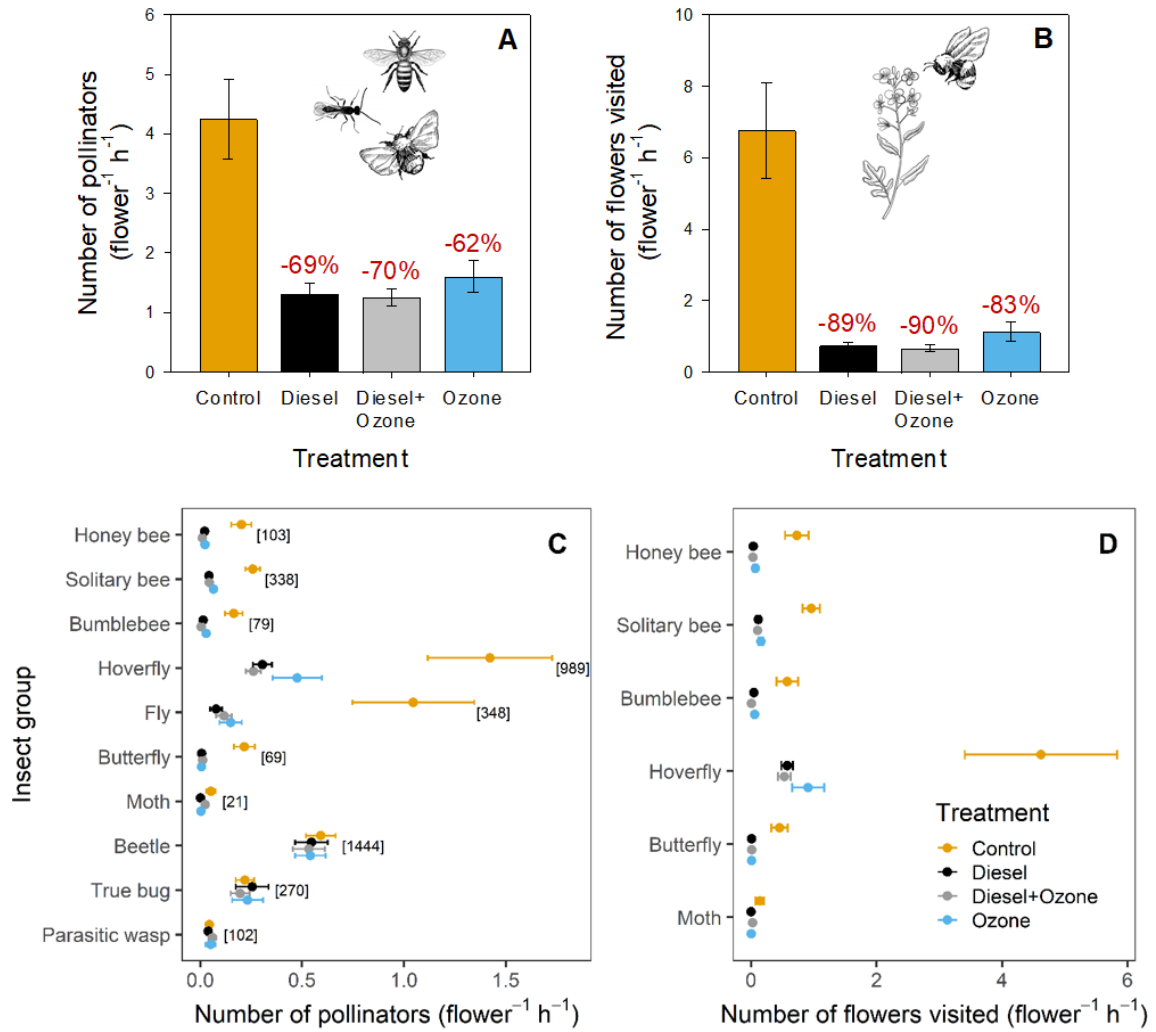 A
Number of pollinators
(flower⁻¹ h⁻¹)
6
5
4
3
2
1
0
-69%
-70%
-62%
Control
Diesel
Diesel+
Ozone
Ozone
Treatment
B
Number of flowers visited
(flower⁻¹ h⁻¹)
10
8
6
4
2
0
-89%
-90%
-83%
Control
Diesel
Diesel+
Ozone
Ozone
Treatment
C
Insect group
Honey bee
[103]
Solitary bee
[338]
Bumblebee
[79]
Hoverfly
[989]
Fly
[348]
Butterfly
[69]
Moth
[21]
Beetle
[1444]
True bug
[270]
Parasitic wasp
[102]
0.0 0.5 1.0 1.5
Number of pollinators (flower⁻¹ h⁻¹)
D
Honey bee
Solitary bee
Bumblebee
Hoverfly
Butterfly
Moth
Treatment
Control
Diesel
Diesel+Ozone
Ozone
0 2 4 6
Number of flowers visited (flower⁻¹ h⁻¹)